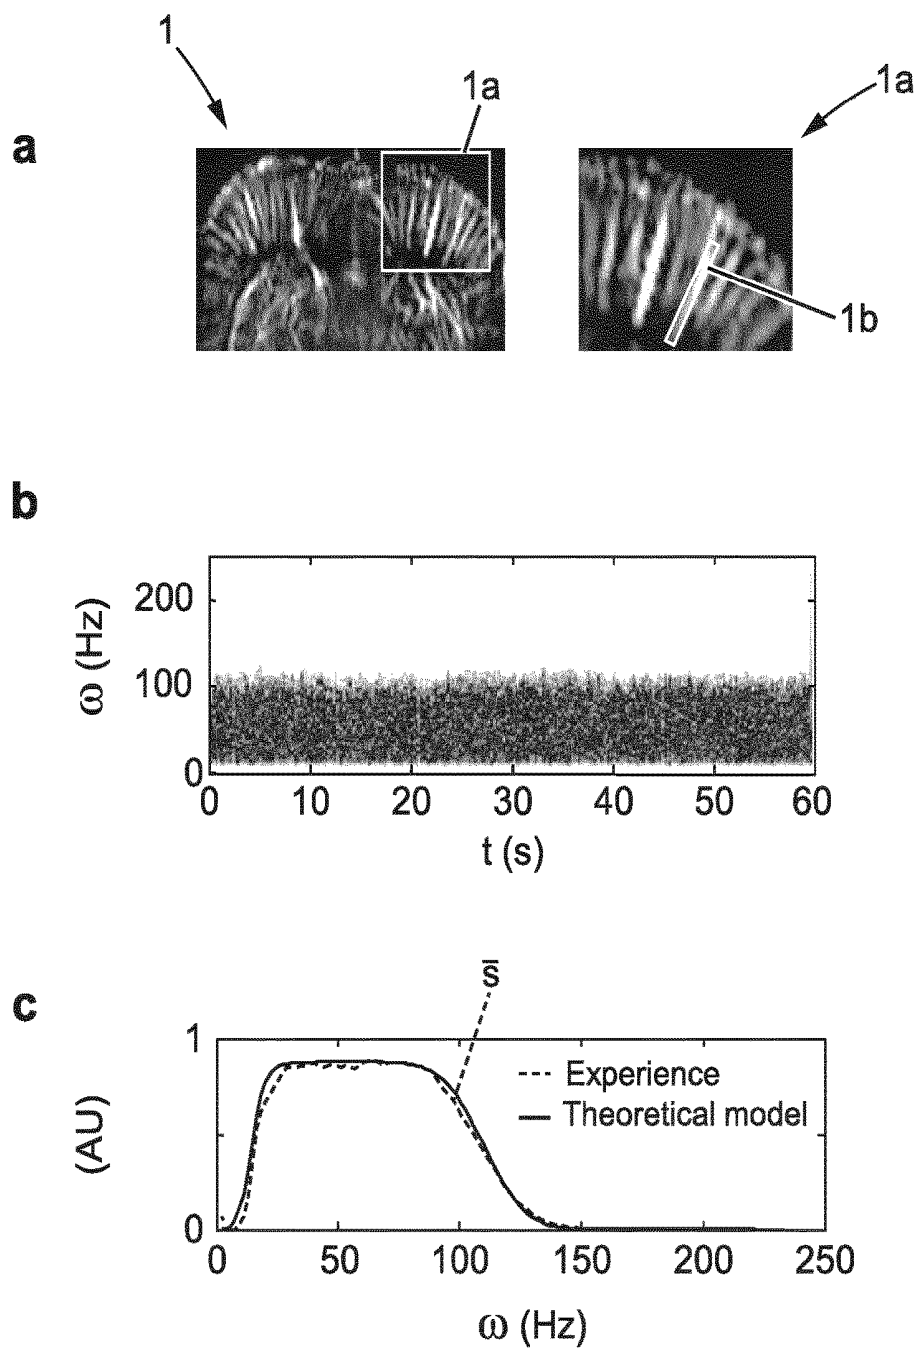 1
1a
1a
a
1b
b
ω (Hz)
200
100
0
0 10 20 30 40 50 60
t (s)
c
s̄
1
(AU)
0
--- Experience
— Theoretical model
0 50 100 150 200 250
ω (Hz)